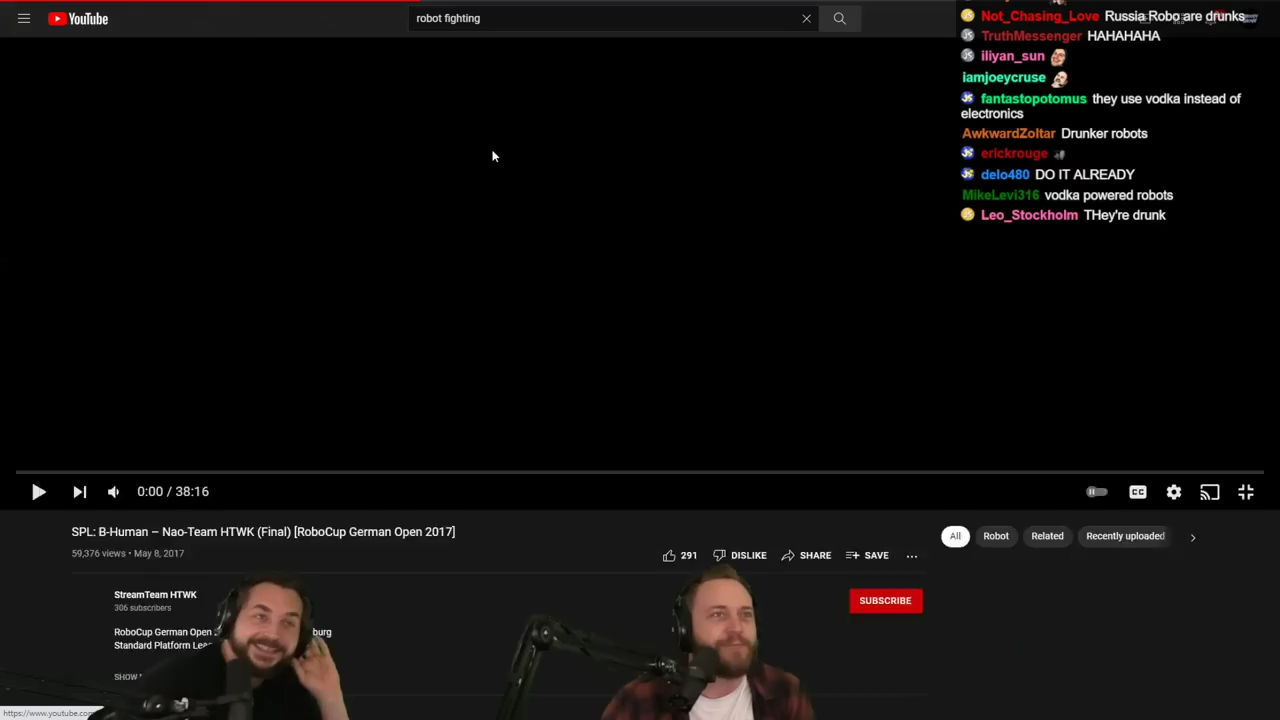 YouTube
robot fighting
Not_Chasing_Love Russia Robo are drunks
TruthMessenger HAHAHAHA
iliyan_sun
iamjoeycruse
fantastopotomus they use vodka instead of
electronics
AwkwardZoltar Drunker robots
erickrouge
delo480 DO IT ALREADY
MikeLevi316 vodka powered robots
Leo_Stockholm THey're drunk
0:00 / 38:16
CC
SPL: B-Human – Nao-Team HTWK (Final) [RoboCup German Open 2017]
59,376 views • May 8, 2017
291 DISLIKE SHARE SAVE
All Robot Related Recently uploaded
StreamTeam HTWK
306 subscribers
SUBSCRIBE
RoboCup German Open
Standard Platform
SHOW
https://www.youtube.com